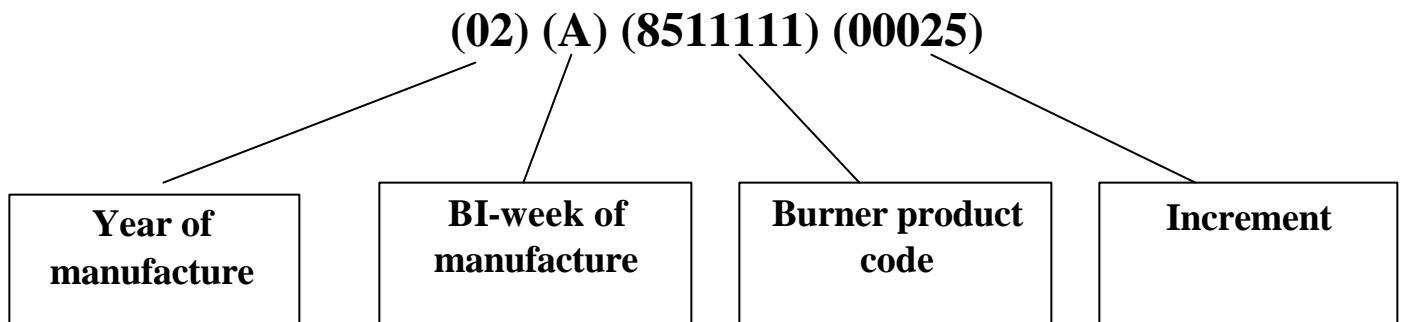 (02) (A) (8511111) (00025)
Year of
manufacture
BI-week of
manufacture
Burner product
code
Increment